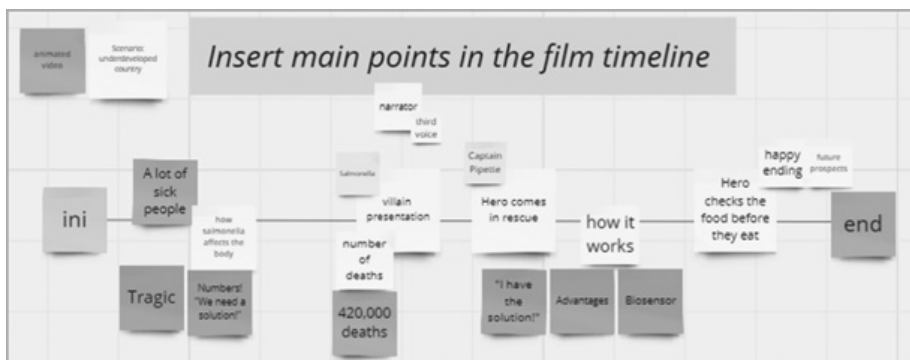 animated
video
Scenario:
underdeveloped
country
Insert main points in the film timeline
narrator
third
voice
ini
A lot of
sick
people
how
salmonella
affects the
body
Tragic
Numbers!
"We need a
solution!"
Salmonella
villain
presentation
number
of
deaths
420,000
deaths
Captain
Pipette
Hero comes
in rescue
"I have
the
solution!"
how it
works
Advantages
Biosensor
Hero
checks the
food before
they eat
happy
ending
future
prospects
end